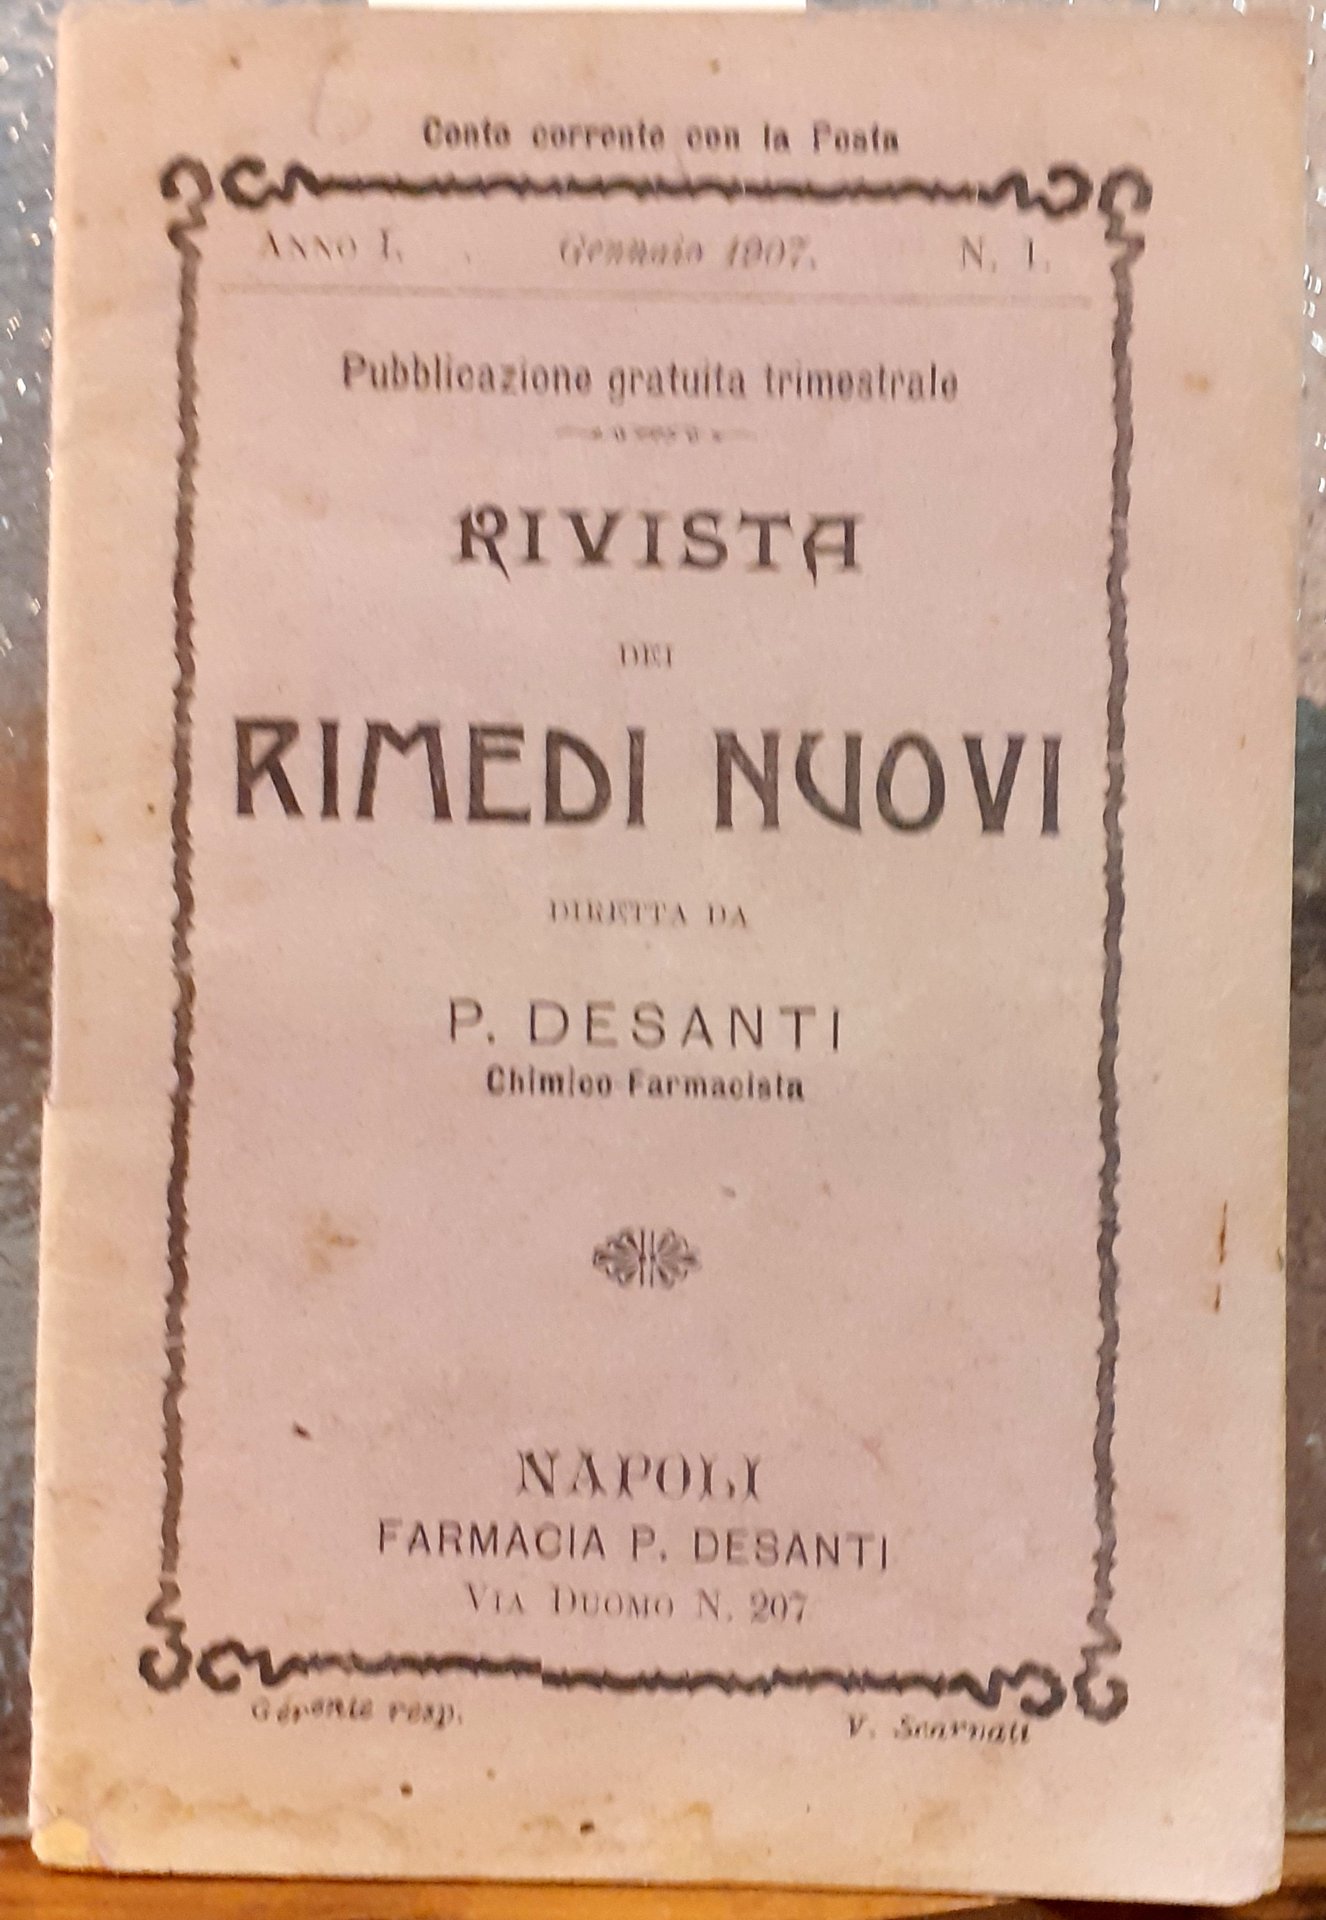 Conto corrente con la Posta
ANNO I. Gennaio 1907. N. 1.
Pubblicazione gratuita trimestrale
RIVISTA
DEI
RIMEDI NUOVI
DIRETTA DA
P. DESANTI
Chimico-Farmacista
NAPOLI
FARMACIA P. DESANTI
VIA DUOMO N. 207
Gerente resp. V. Scarnati